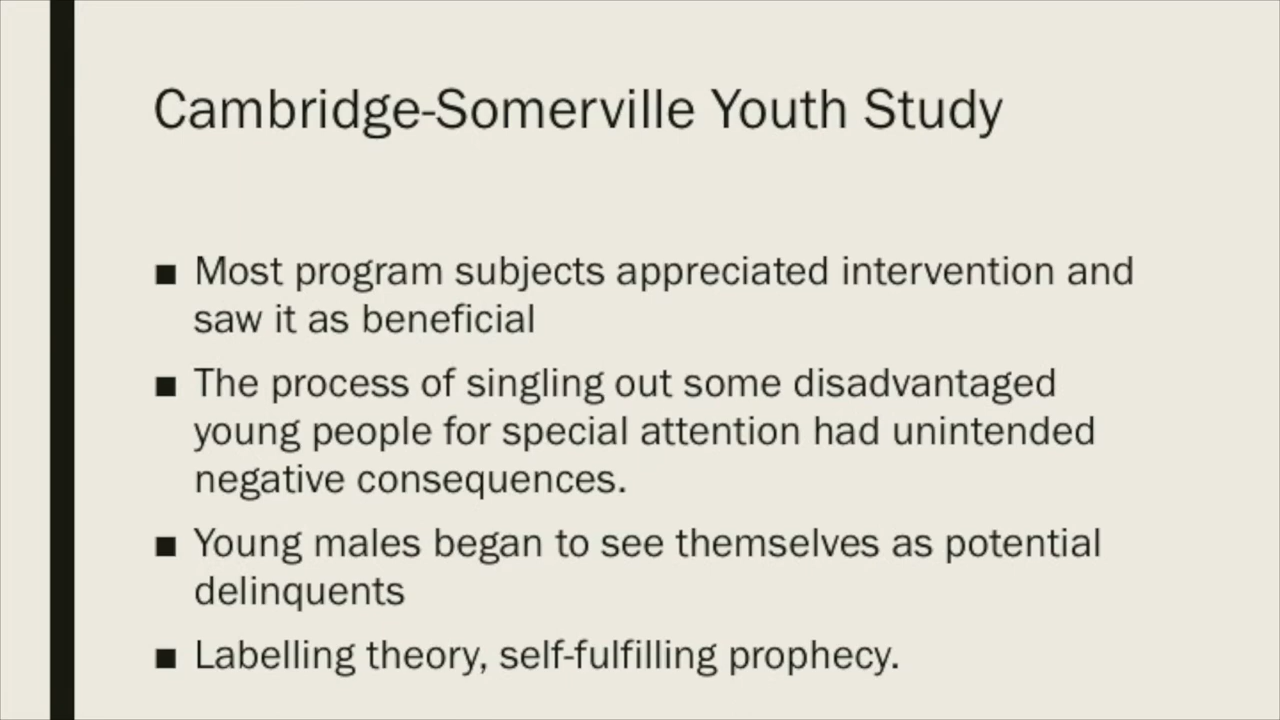 Cambridge-Somerville Youth Study
■ Most program subjects appreciated intervention and
saw it as beneficial
■ The process of singling out some disadvantaged
young people for special attention had unintended
negative consequences.
■ Young males began to see themselves as potential
delinquents
■ Labelling theory, self-fulfilling prophecy.